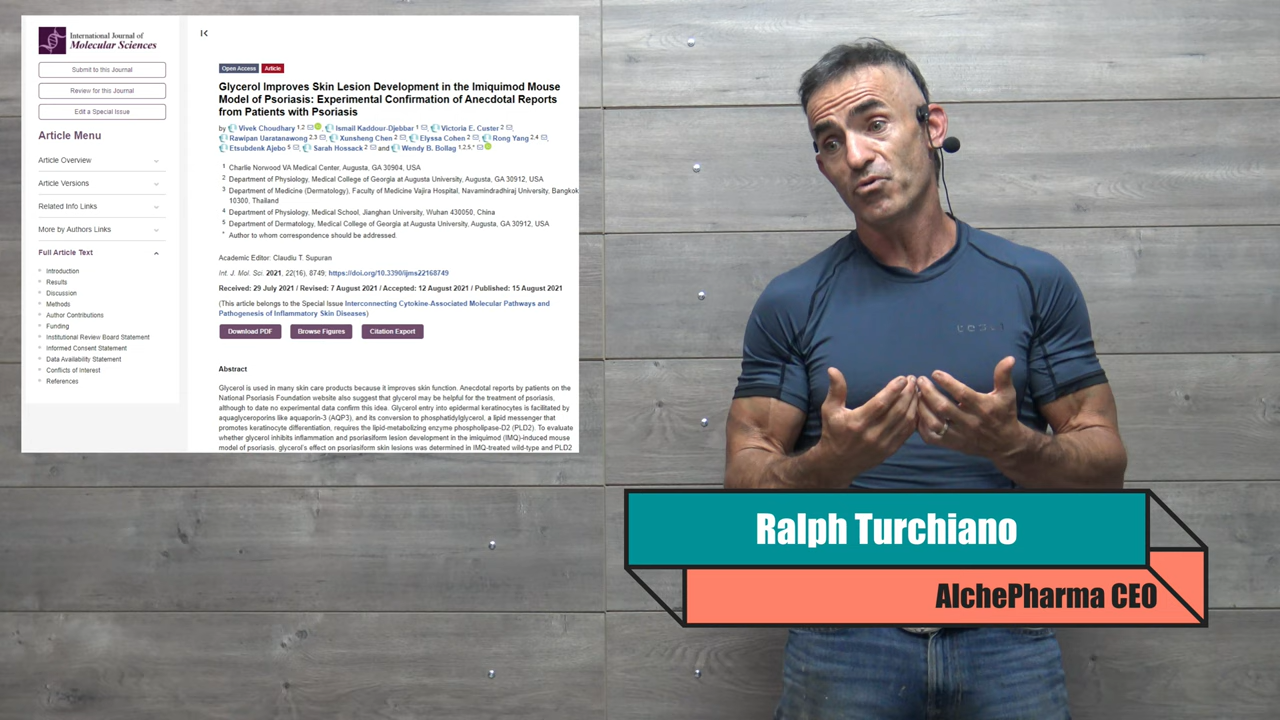 International Journal of
Molecular Sciences
Submit to this Journal
Review for this Journal
Edit a Special Issue
Article Menu
Article Overview
Article Versions
Related Info Links
More by Authors Links
Full Article Text
Introduction
Results
Discussion
Methods
Author Contributions
Funding
Institutional Review Board Statement
Informed Consent Statement
Data Availability Statement
Conflicts of Interest
References
Open Access Article
Glycerol Improves Skin Lesion Development in the Imiquimod Mouse
Model of Psoriasis: Experimental Confirmation of Anecdotal Reports
from Patients with Psoriasis
by Vivek Choudhary 1,2, Ismail Kaddour-Djebbar 1, Victoria E. Custer 2,
Rawipan Uaratanawong 2,3, Xunsheng Chen 2, Elyssa Cohen 2, Rong Yang 2,4,
Etsubdenk Ajebo 5, Sarah Hossack 2 and Wendy B. Bollag 1,2,5,*
1 Charlie Norwood VA Medical Center, Augusta, GA 30904, USA
2 Department of Physiology, Medical College of Georgia at Augusta University, Augusta, GA 30912, USA
3 Department of Medicine (Dermatology), Faculty of Medicine Vajira Hospital, Navamindradhiraj University, Bangkok
10300, Thailand
4 Department of Physiology, Medical School, Jianghan University, Wuhan 430050, China
5 Department of Dermatology, Medical College of Georgia at Augusta University, Augusta, GA 30912, USA
* Author to whom correspondence should be addressed.
Academic Editor: Claudiu T. Supuran
Int. J. Mol. Sci. 2021, 22(16), 8749; https://doi.org/10.3390/ijms22168749
Received: 29 July 2021 / Revised: 7 August 2021 / Accepted: 12 August 2021 / Published: 15 August 2021
(This article belongs to the Special Issue Interconnecting Cytokine-Associated Molecular Pathways and
Pathogenesis of Inflammatory Skin Diseases)
Download PDF Browse Figures Citation Export
Abstract
Glycerol is used in many skin care products because it improves skin function. Anecdotal reports by patients on the
National Psoriasis Foundation website also suggest that glycerol may be helpful for the treatment of psoriasis,
although to date no experimental data confirm this idea. Glycerol entry into epidermal keratinocytes is facilitated by
aquaglyceroporins like aquaporin-3 (AQP3), and its conversion to phosphatidylglycerol, a lipid messenger that
promotes keratinocyte differentiation, requires the lipid-metabolizing enzyme phospholipase-D2 (PLD2). To evaluate
whether glycerol inhibits inflammation and psoriasiform lesion development in the imiquimod (IMQ)-induced mouse
model of psoriasis, glycerol's effect on psoriasiform skin lesions was determined in IMQ-treated wild-type and PLD2
Ralph Turchiano
AlchePharma CEO